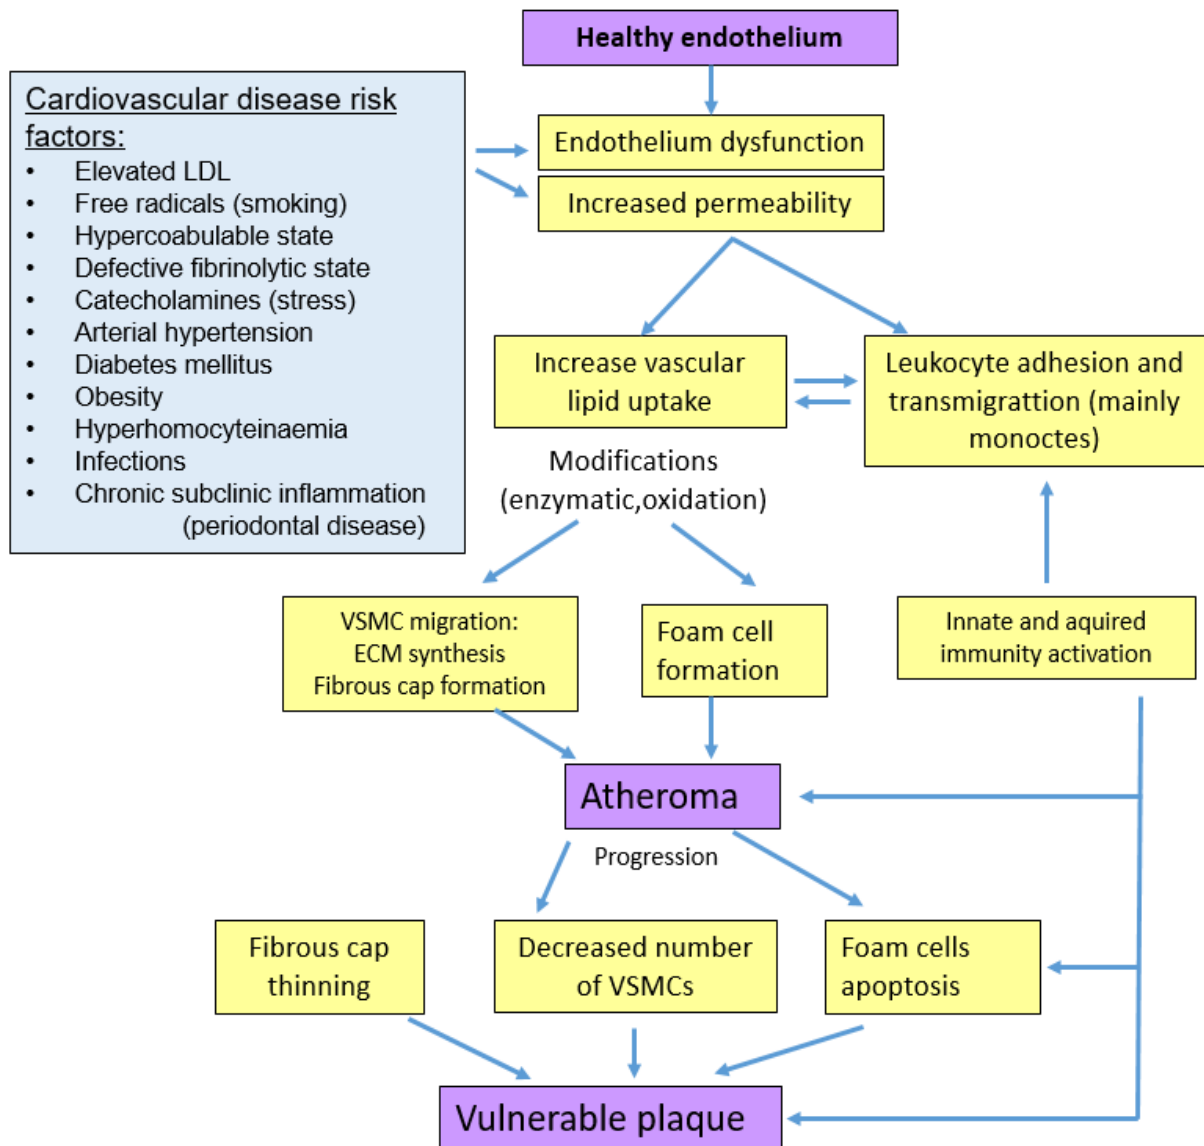 Healthy endothelium
Cardiovascular disease risk
factors:
• Elevated LDL
• Free radicals (smoking)
• Hypercoabulable state
• Defective fibrinolytic state
• Catecholamines (stress)
• Arterial hypertension
• Diabetes mellitus
• Obesity
• Hyperhomocyteinaemia
• Infections
• Chronic subclinic inflammation
(periodontal disease)
Endothelium dysfunction
Increased permeability
Increase vascular
lipid uptake
Leukocyte adhesion and
transmigrattion (mainly
monoctes)
Modifications
(enzymatic,oxidation)
VSMC migration:
ECM synthesis
Fibrous cap formation
Foam cell
formation
Innate and aquired
immunity activation
Atheroma
Progression
Fibrous cap
thinning
Decreased number
of VSMCs
Foam cells
apoptosis
Vulnerable plaque